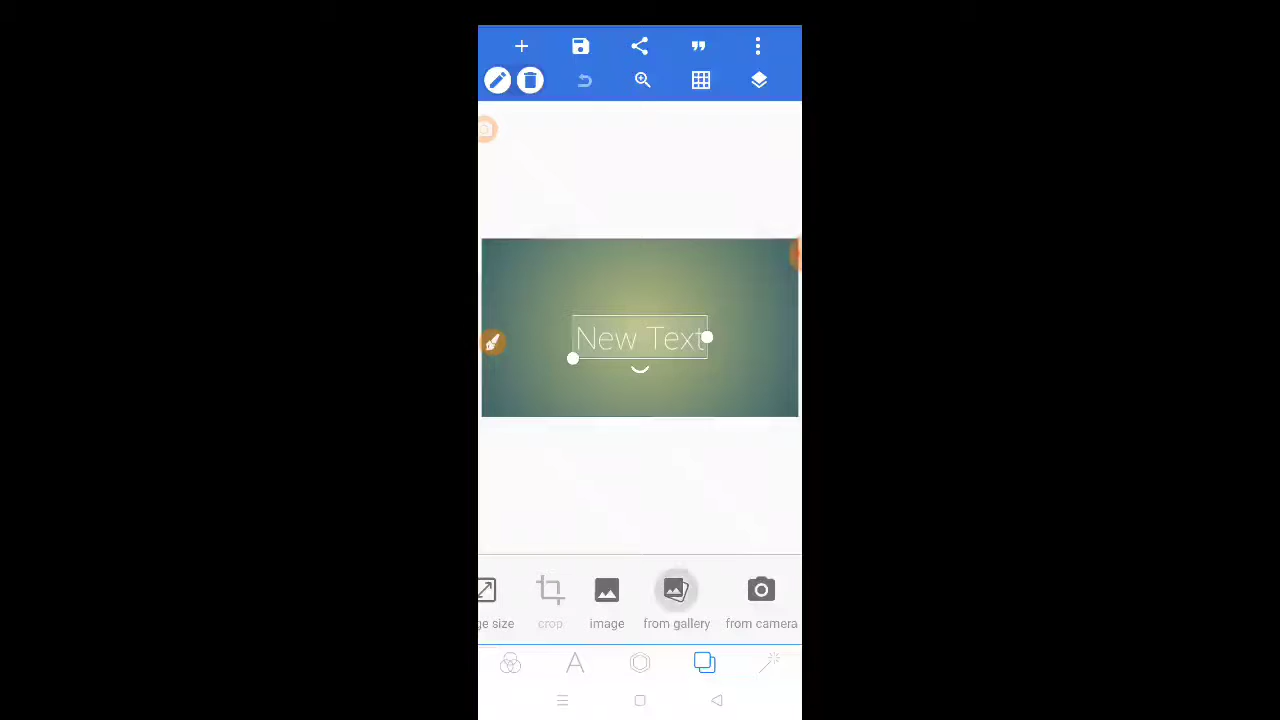 New Text
ge size
crop
image
from gallery
from camera